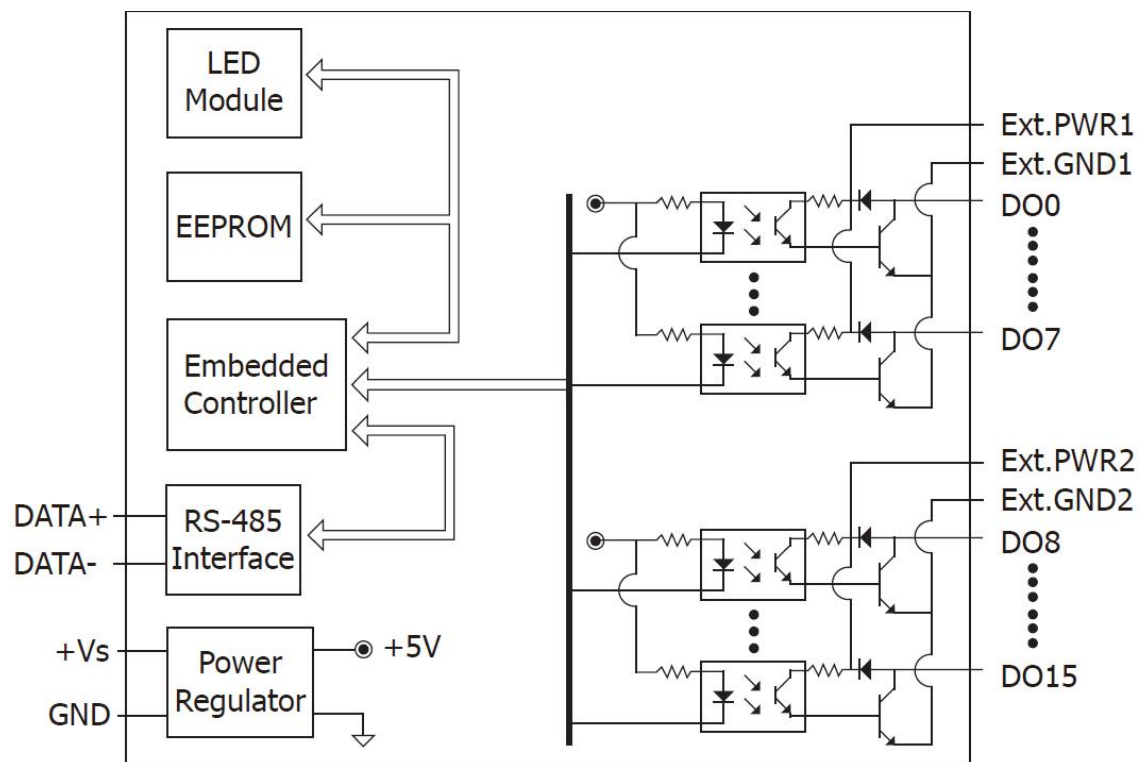 LED
Module
EEPROM
Embedded
Controller
RS-485
Interface
DATA+
DATA-
Power
Regulator
+Vs
GND
+5V
Ext.PWR1
Ext.GND1
DO0
DO7
Ext.PWR2
Ext.GND2
DO8
DO15